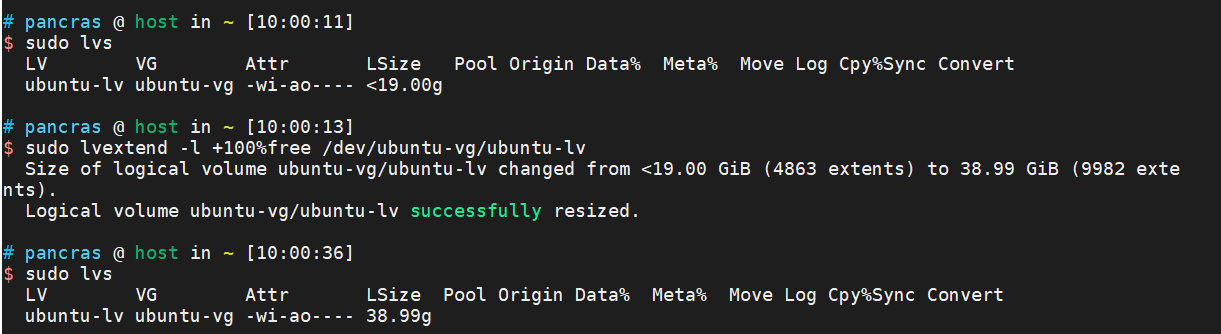 # pancras @ host in ~ [10:00:11]
$ sudo lvs
  LV        VG        Attr       LSize   Pool Origin Data%  Meta%  Move Log Cpy%Sync Convert
  ubuntu-lv ubuntu-vg -wi-ao---- <19.00g
# pancras @ host in ~ [10:00:13]
$ sudo lvextend -l +100%free /dev/ubuntu-vg/ubuntu-lv
  Size of logical volume ubuntu-vg/ubuntu-lv changed from <19.00 GiB (4863 extents) to 38.99 GiB (9982 exte
nts).
  Logical volume ubuntu-vg/ubuntu-lv successfully resized.
# pancras @ host in ~ [10:00:36]
$ sudo lvs
  LV        VG        Attr       LSize  Pool Origin Data%  Meta%  Move Log Cpy%Sync Convert
  ubuntu-lv ubuntu-vg -wi-ao---- 38.99g